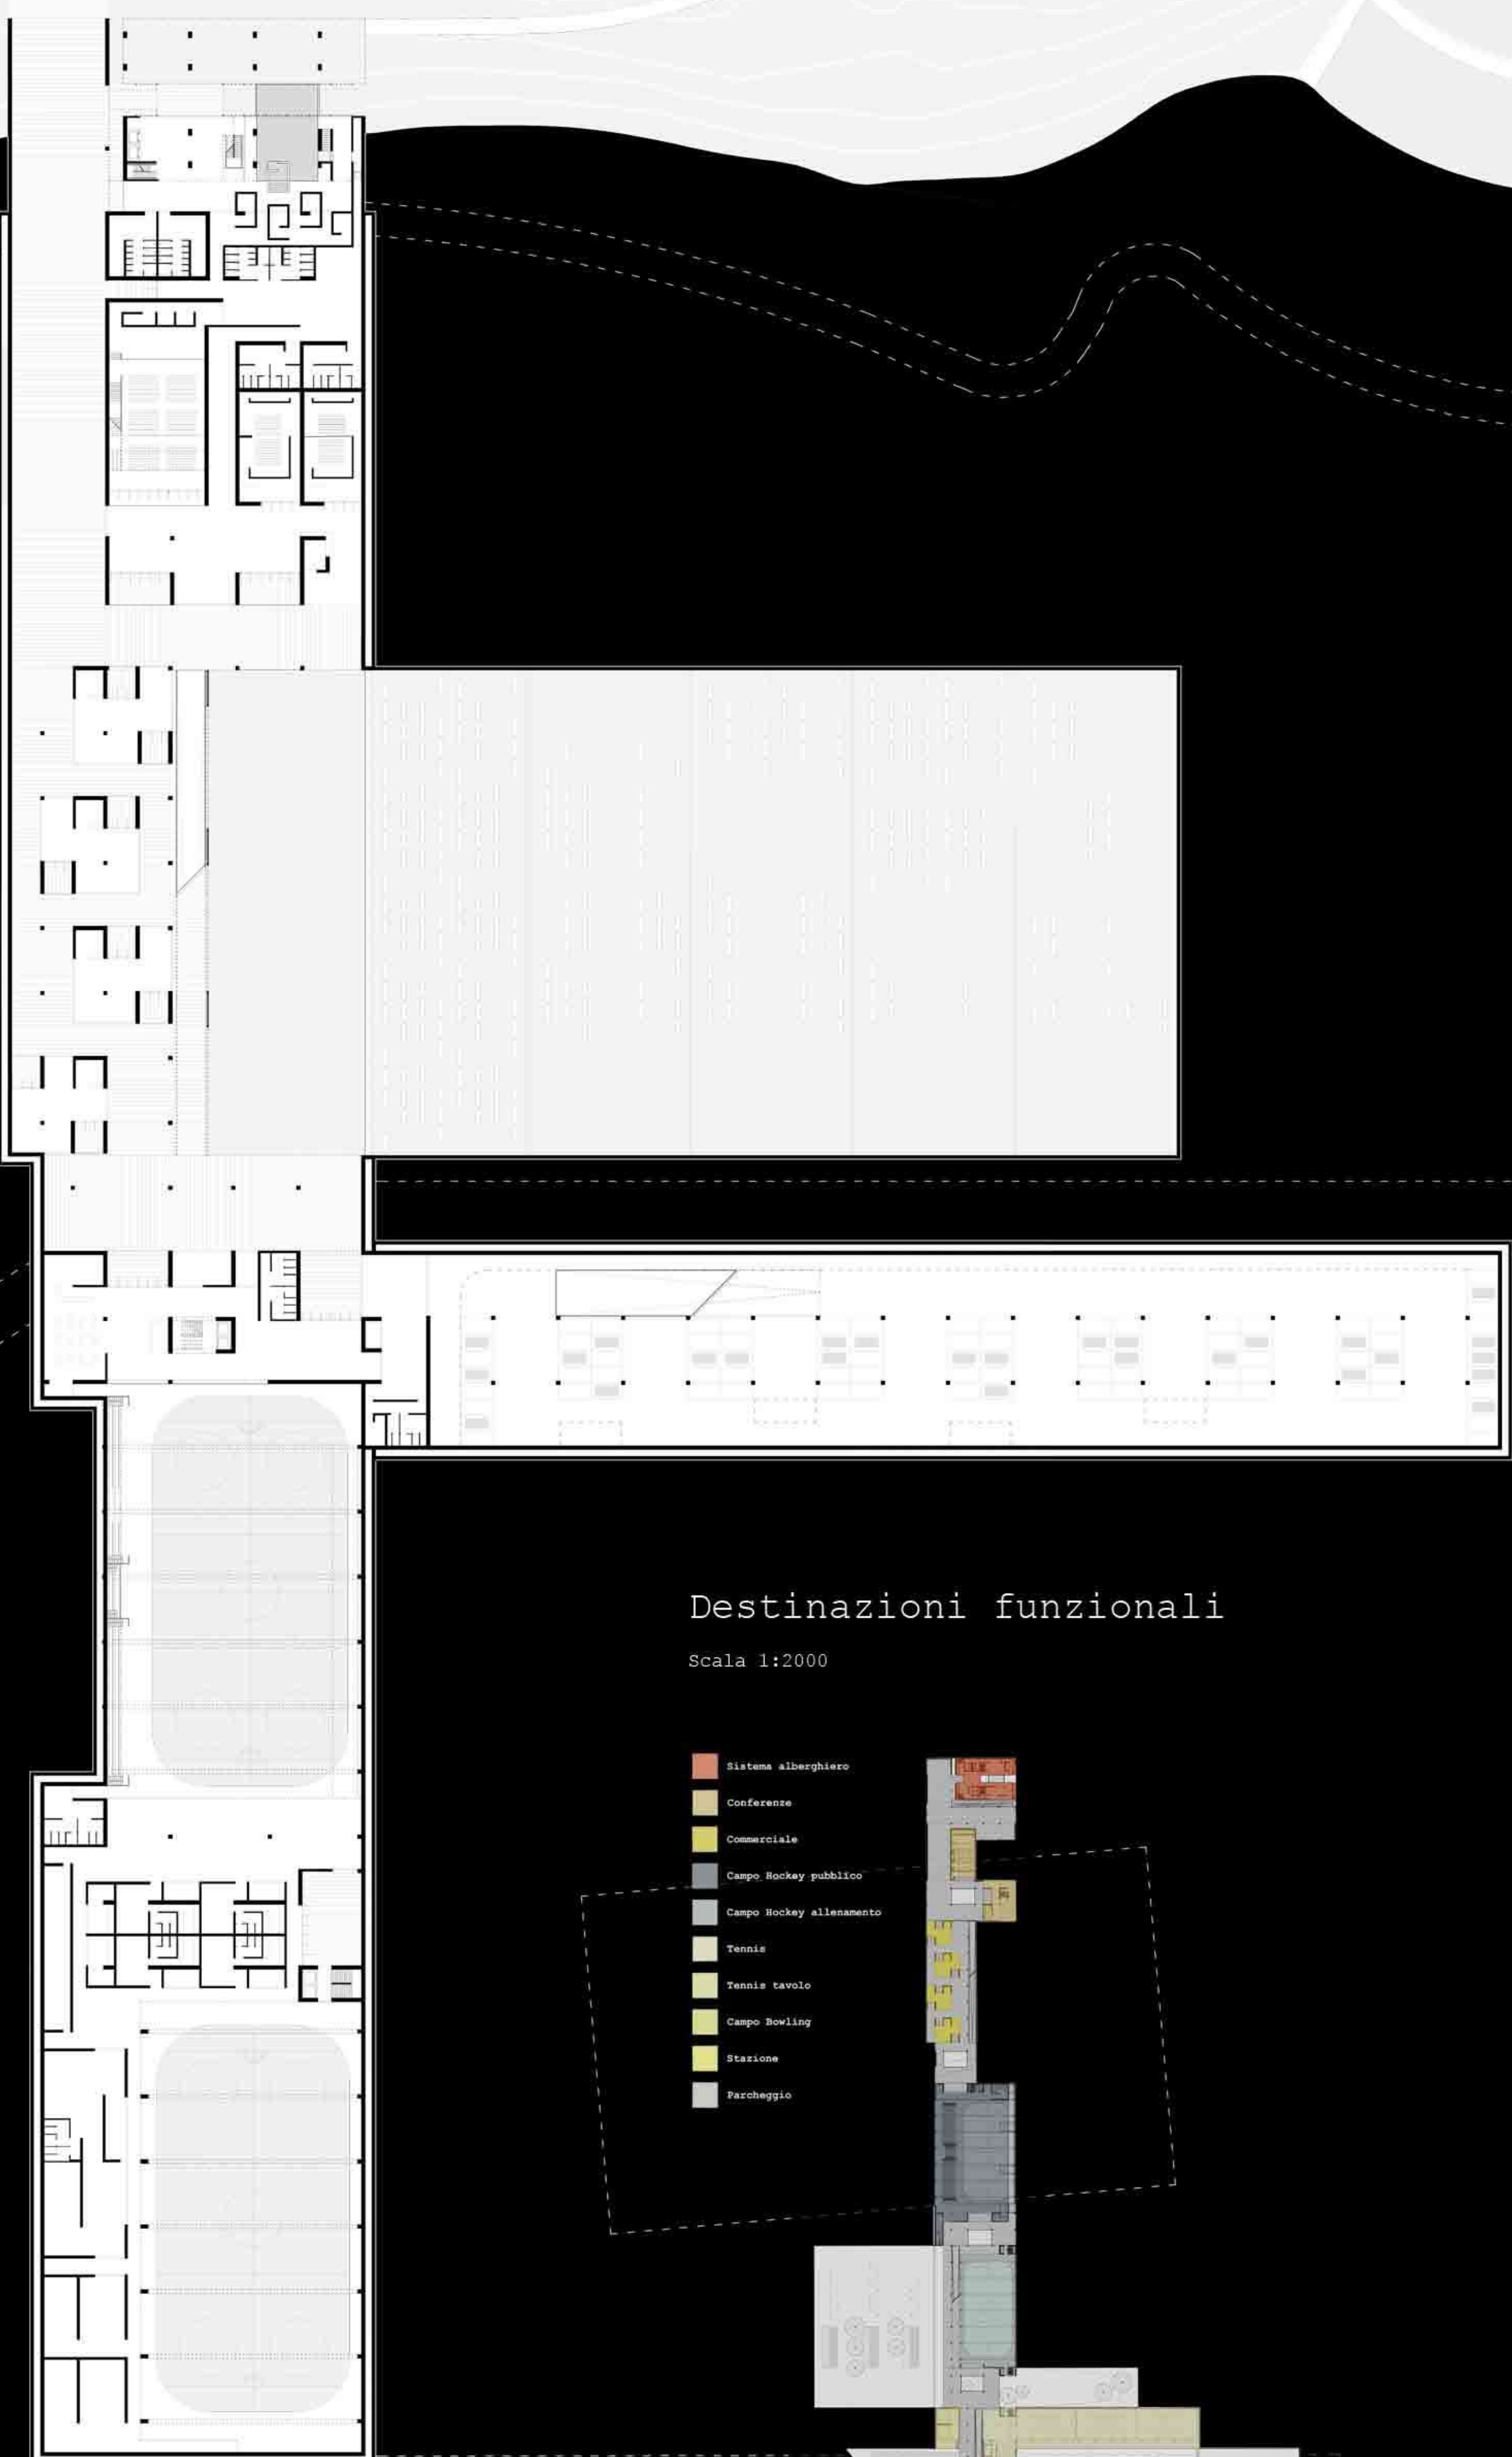 Destinazioni funzionali
Scala 1:2000
Sistema alberghiero
Conferenze
Commerciale
Campo Hockey pubblico
Campo Hockey allenamento
Tennis
Tennis tavolo
Campo Bowling
Stazione
Parcheggio